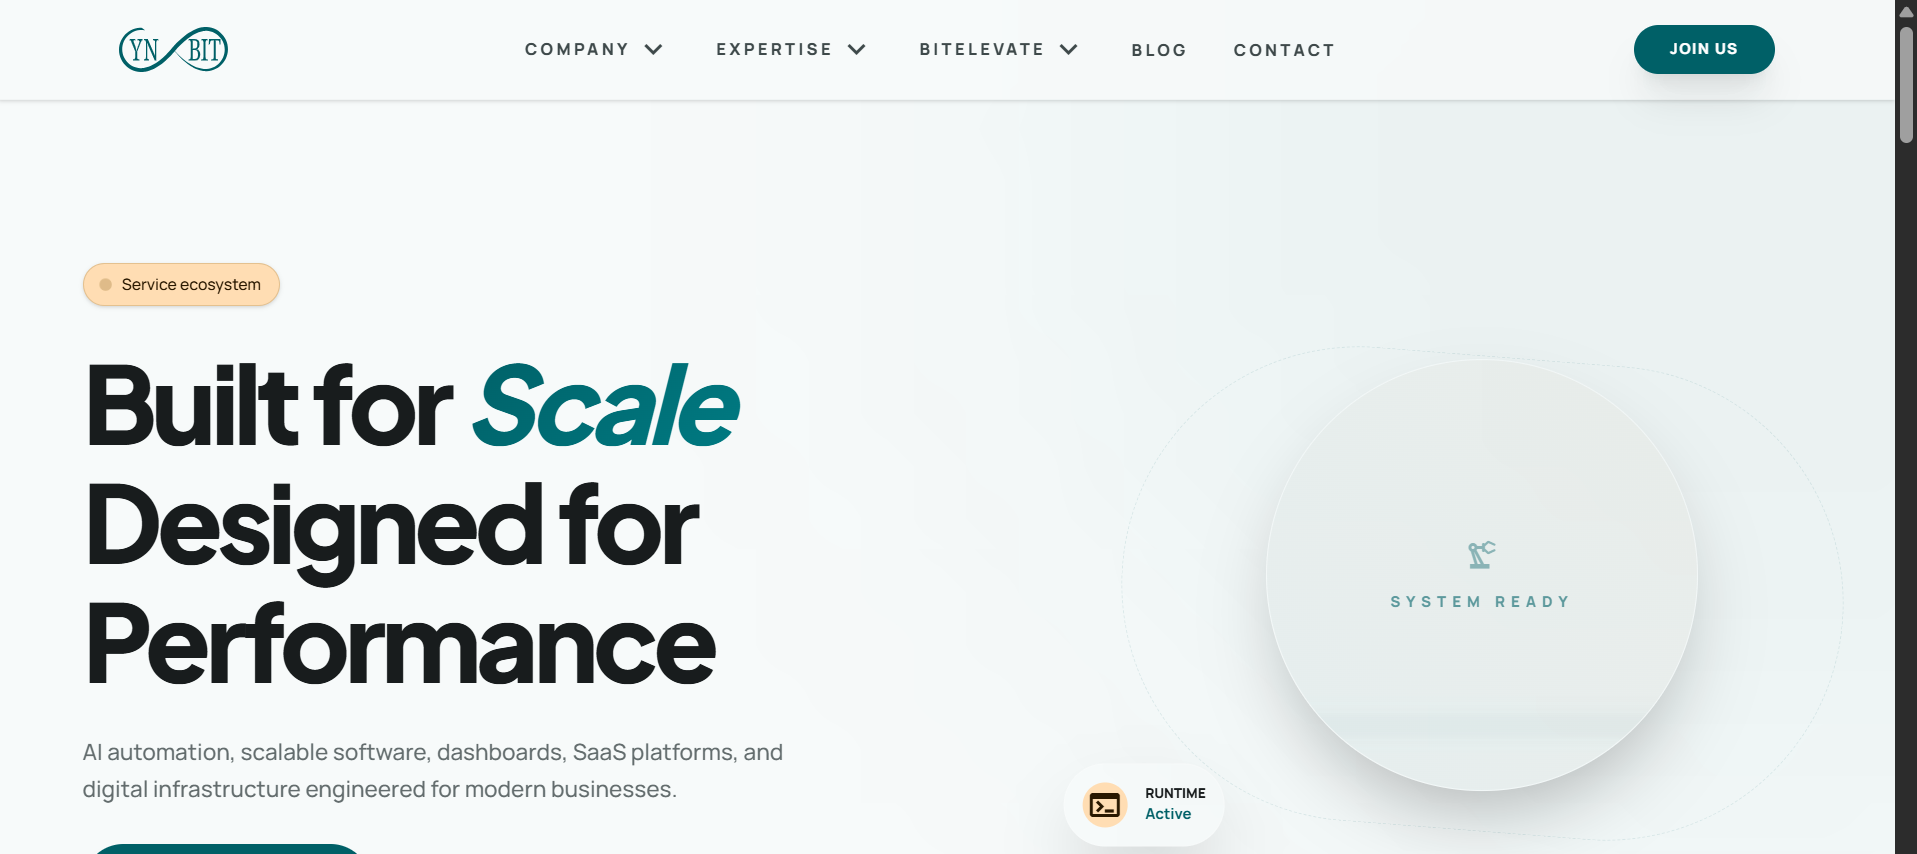 YN BIT
COMPANY
EXPERTISE
BITELEVATE
BLOG
CONTACT
JOIN US
Service ecosystem
Built for Scale
Designed for
Performance
AI automation, scalable software, dashboards, SaaS platforms, and
digital infrastructure engineered for modern businesses.
SYSTEM READY
RUNTIME
Active